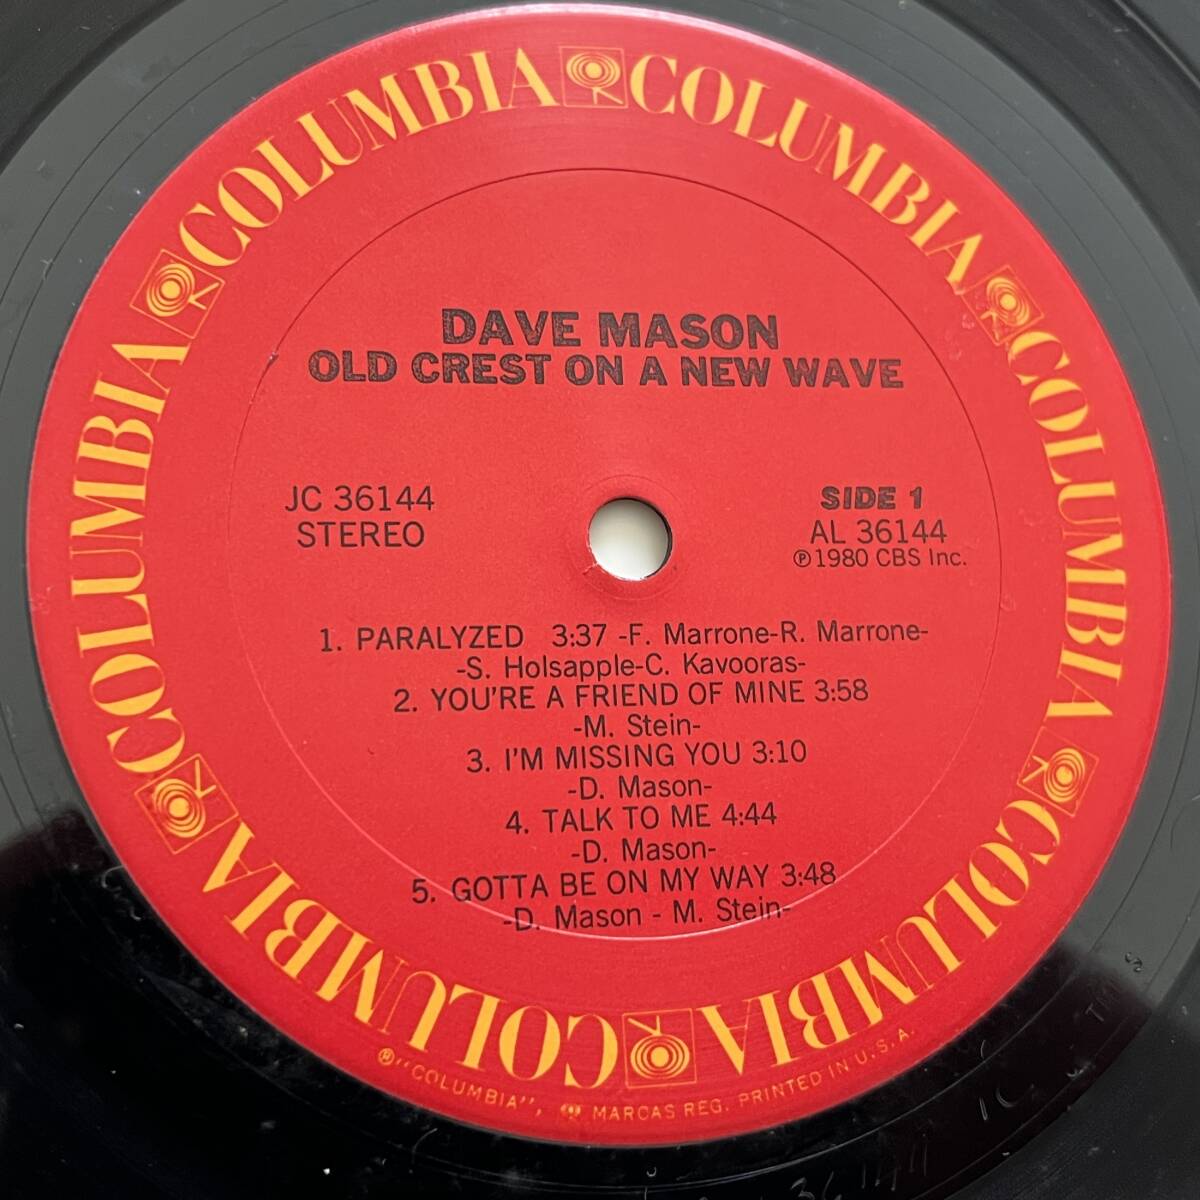 COLUMBIA COLUMBIA COLUMBIA COLUMBIA COLUMBIA COLUMBIA
DAVE MASON
OLD CREST ON A NEW WAVE
JC 36144
STEREO
SIDE 1
AL 36144
℗ 1980 CBS Inc.
1. PARALYZED 3:37 -F. Marrone-R. Marrone-
-S. Holsapple-C. Kavooras-
2. YOU'RE A FRIEND OF MINE 3:58
-M. Stein-
3. I'M MISSING YOU 3:10
-D. Mason-
4. TALK TO ME 4:44
-D. Mason-
5. GOTTA BE ON MY WAY 3:48
-D. Mason - M. Stein-
® "COLUMBIA", MARCAS REG. PRINTED IN U.S.A.